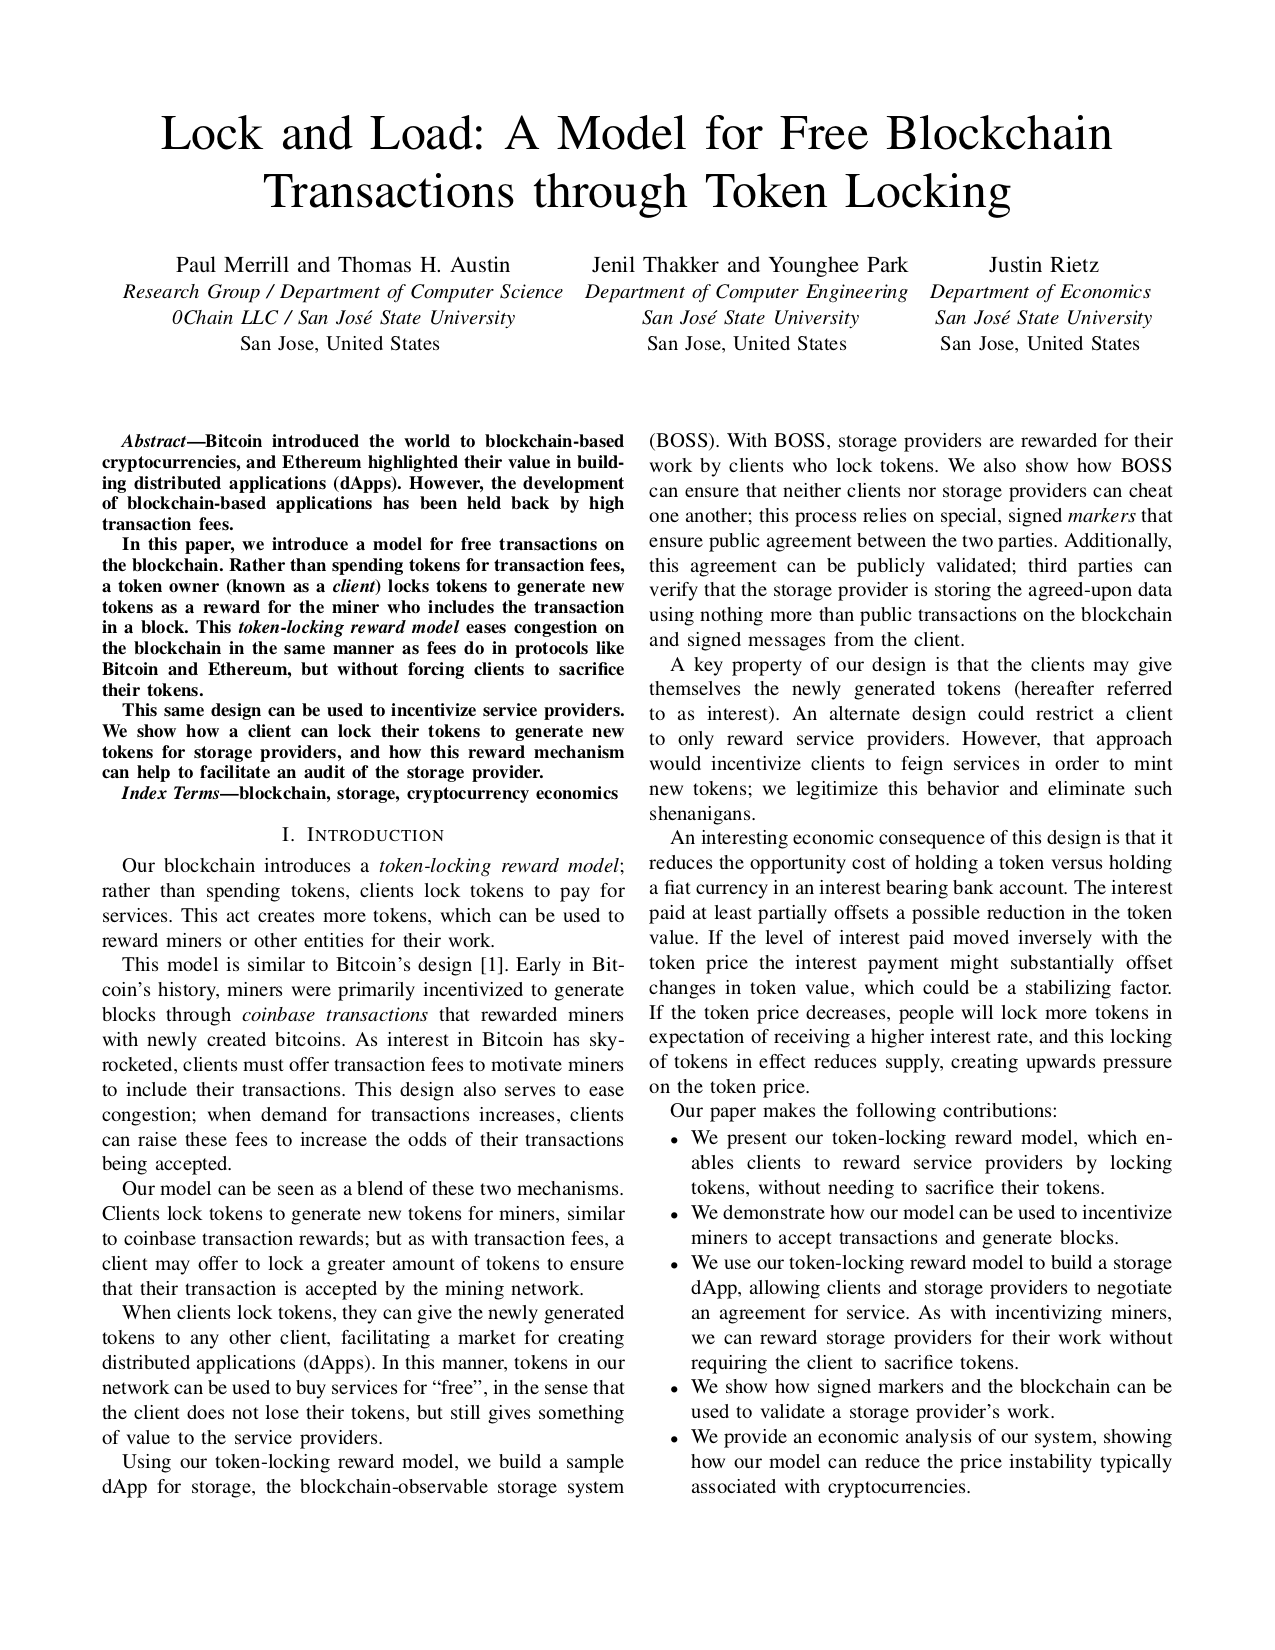 Lock and Load: A Model for Free Blockchain
Transactions through Token Locking
Paul Merrill and Thomas H. Austin
Research Group / Department of Computer Science
0Chain LLC / San José State University
San Jose, United States
Jenil Thakker and Younghee Park
Department of Computer Engineering
San José State University
San Jose, United States
Justin Rietz
Department of Economics
San José State University
San Jose, United States
Abstract—Bitcoin introduced the world to blockchain-based
cryptocurrencies, and Ethereum highlighted their value in build-
ing distributed applications (dApps). However, the development
of blockchain-based applications has been held back by high
transaction fees.
In this paper, we introduce a model for free transactions on
the blockchain. Rather than spending tokens for transaction fees,
a token owner (known as a client) locks tokens to generate new
tokens as a reward for the miner who includes the transaction
in a block. This token-locking reward model eases congestion on
the blockchain in the same manner as fees do in protocols like
Bitcoin and Ethereum, but without forcing clients to sacrifice
their tokens.
This same design can be used to incentivize service providers.
We show how a client can lock their tokens to generate new
tokens for storage providers, and how this reward mechanism
can help to facilitate an audit of the storage provider.
Index Terms—blockchain, storage, cryptocurrency economics
I. INTRODUCTION
Our blockchain introduces a token-locking reward model;
rather than spending tokens, clients lock tokens to pay for
services. This act creates more tokens, which can be used to
reward miners or other entities for their work.
This model is similar to Bitcoin's design [1]. Early in Bit-
coin's history, miners were primarily incentivized to generate
blocks through coinbase transactions that rewarded miners
with newly created bitcoins. As interest in Bitcoin has sky-
rocketed, clients must offer transaction fees to motivate miners
to include their transactions. This design also serves to ease
congestion; when demand for transactions increases, clients
can raise these fees to increase the odds of their transactions
being accepted.
Our model can be seen as a blend of these two mechanisms.
Clients lock tokens to generate new tokens for miners, similar
to coinbase transaction rewards; but as with transaction fees, a
client may offer to lock a greater amount of tokens to ensure
that their transaction is accepted by the mining network.
When clients lock tokens, they can give the newly generated
tokens to any other client, facilitating a market for creating
distributed applications (dApps). In this manner, tokens in our
network can be used to buy services for “free”, in the sense that
the client does not lose their tokens, but still gives something
of value to the service providers.
Using our token-locking reward model, we build a sample
dApp for storage, the blockchain-observable storage system
(BOSS). With BOSS, storage providers are rewarded for their
work by clients who lock tokens. We also show how BOSS
can ensure that neither clients nor storage providers can cheat
one another; this process relies on special, signed markers that
ensure public agreement between the two parties. Additionally,
this agreement can be publicly validated; third parties can
verify that the storage provider is storing the agreed-upon data
using nothing more than public transactions on the blockchain
and signed messages from the client.
A key property of our design is that the clients may give
themselves the newly generated tokens (hereafter referred
to as interest). An alternate design could restrict a client
to only reward service providers. However, that approach
would incentivize clients to feign services in order to mint
new tokens; we legitimize this behavior and eliminate such
shenanigans.
An interesting economic consequence of this design is that it
reduces the opportunity cost of holding a token versus holding
a fiat currency in an interest bearing bank account. The interest
paid at least partially offsets a possible reduction in the token
value. If the level of interest paid moved inversely with the
token price the interest payment might substantially offset
changes in token value, which could be a stabilizing factor.
If the token price decreases, people will lock more tokens in
expectation of receiving a higher interest rate, and this locking
of tokens in effect reduces supply, creating upwards pressure
on the token price.
Our paper makes the following contributions:
• We present our token-locking reward model, which en-
ables clients to reward service providers by locking
tokens, without needing to sacrifice their tokens.
• We demonstrate how our model can be used to incentivize
miners to accept transactions and generate blocks.
• We use our token-locking reward model to build a storage
dApp, allowing clients and storage providers to negotiate
an agreement for service. As with incentivizing miners,
we can reward storage providers for their work without
requiring the client to sacrifice tokens.
• We show how signed markers and the blockchain can be
used to validate a storage provider's work.
• We provide an economic analysis of our system, showing
how our model can reduce the price instability typically
associated with cryptocurrencies.